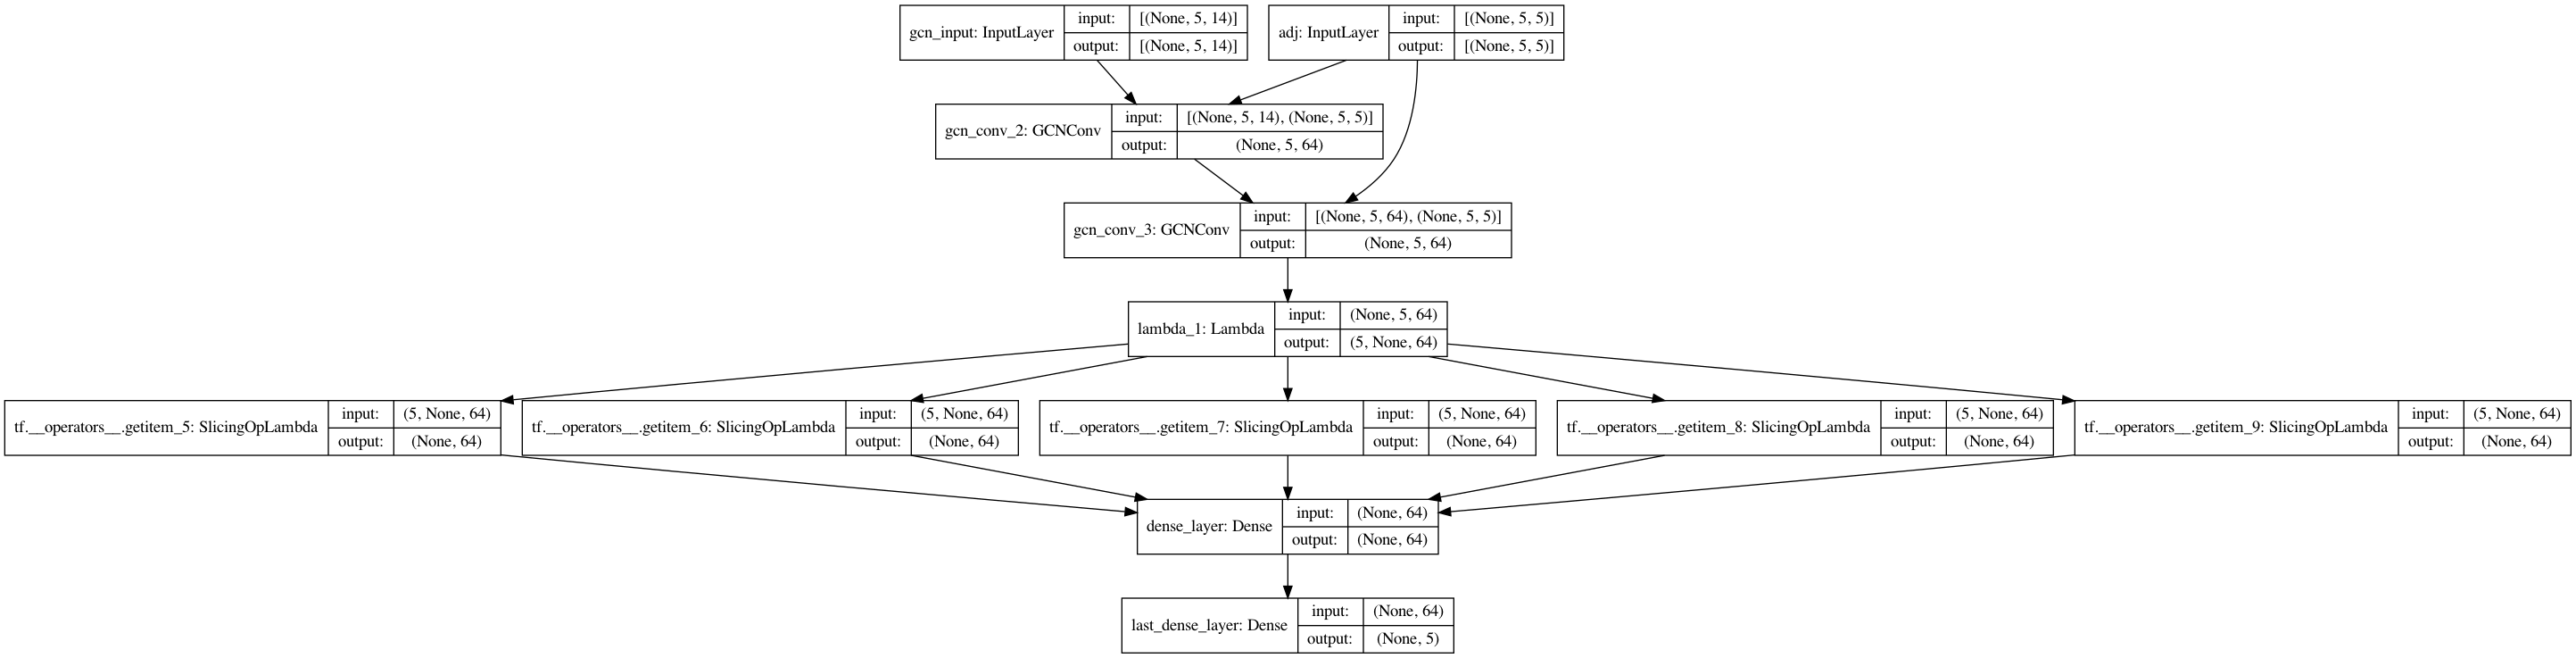 gcn_input: InputLayer
input:
[(None, 5, 14)]
output:
[(None, 5, 14)]
adj: InputLayer
input:
[(None, 5, 5)]
output:
[(None, 5, 5)]
gcn_conv_2: GCNConv
input:
[(None, 5, 14), (None, 5, 5)]
output:
(None, 5, 64)
gcn_conv_3: GCNConv
input:
[(None, 5, 64), (None, 5, 5)]
output:
(None, 5, 64)
lambda_1: Lambda
input:
(None, 5, 64)
output:
(5, None, 64)
tf.__operators__.getitem_5: SlicingOpLambda
input:
(5, None, 64)
output:
(None, 64)
tf.__operators__.getitem_6: SlicingOpLambda
input:
(5, None, 64)
output:
(None, 64)
tf.__operators__.getitem_7: SlicingOpLambda
input:
(5, None, 64)
output:
(None, 64)
tf.__operators__.getitem_8: SlicingOpLambda
input:
(5, None, 64)
output:
(None, 64)
tf.__operators__.getitem_9: SlicingOpLambda
input:
(5, None, 64)
output:
(None, 64)
dense_layer: Dense
input:
(None, 64)
output:
(None, 64)
last_dense_layer: Dense
input:
(None, 64)
output:
(None, 5)